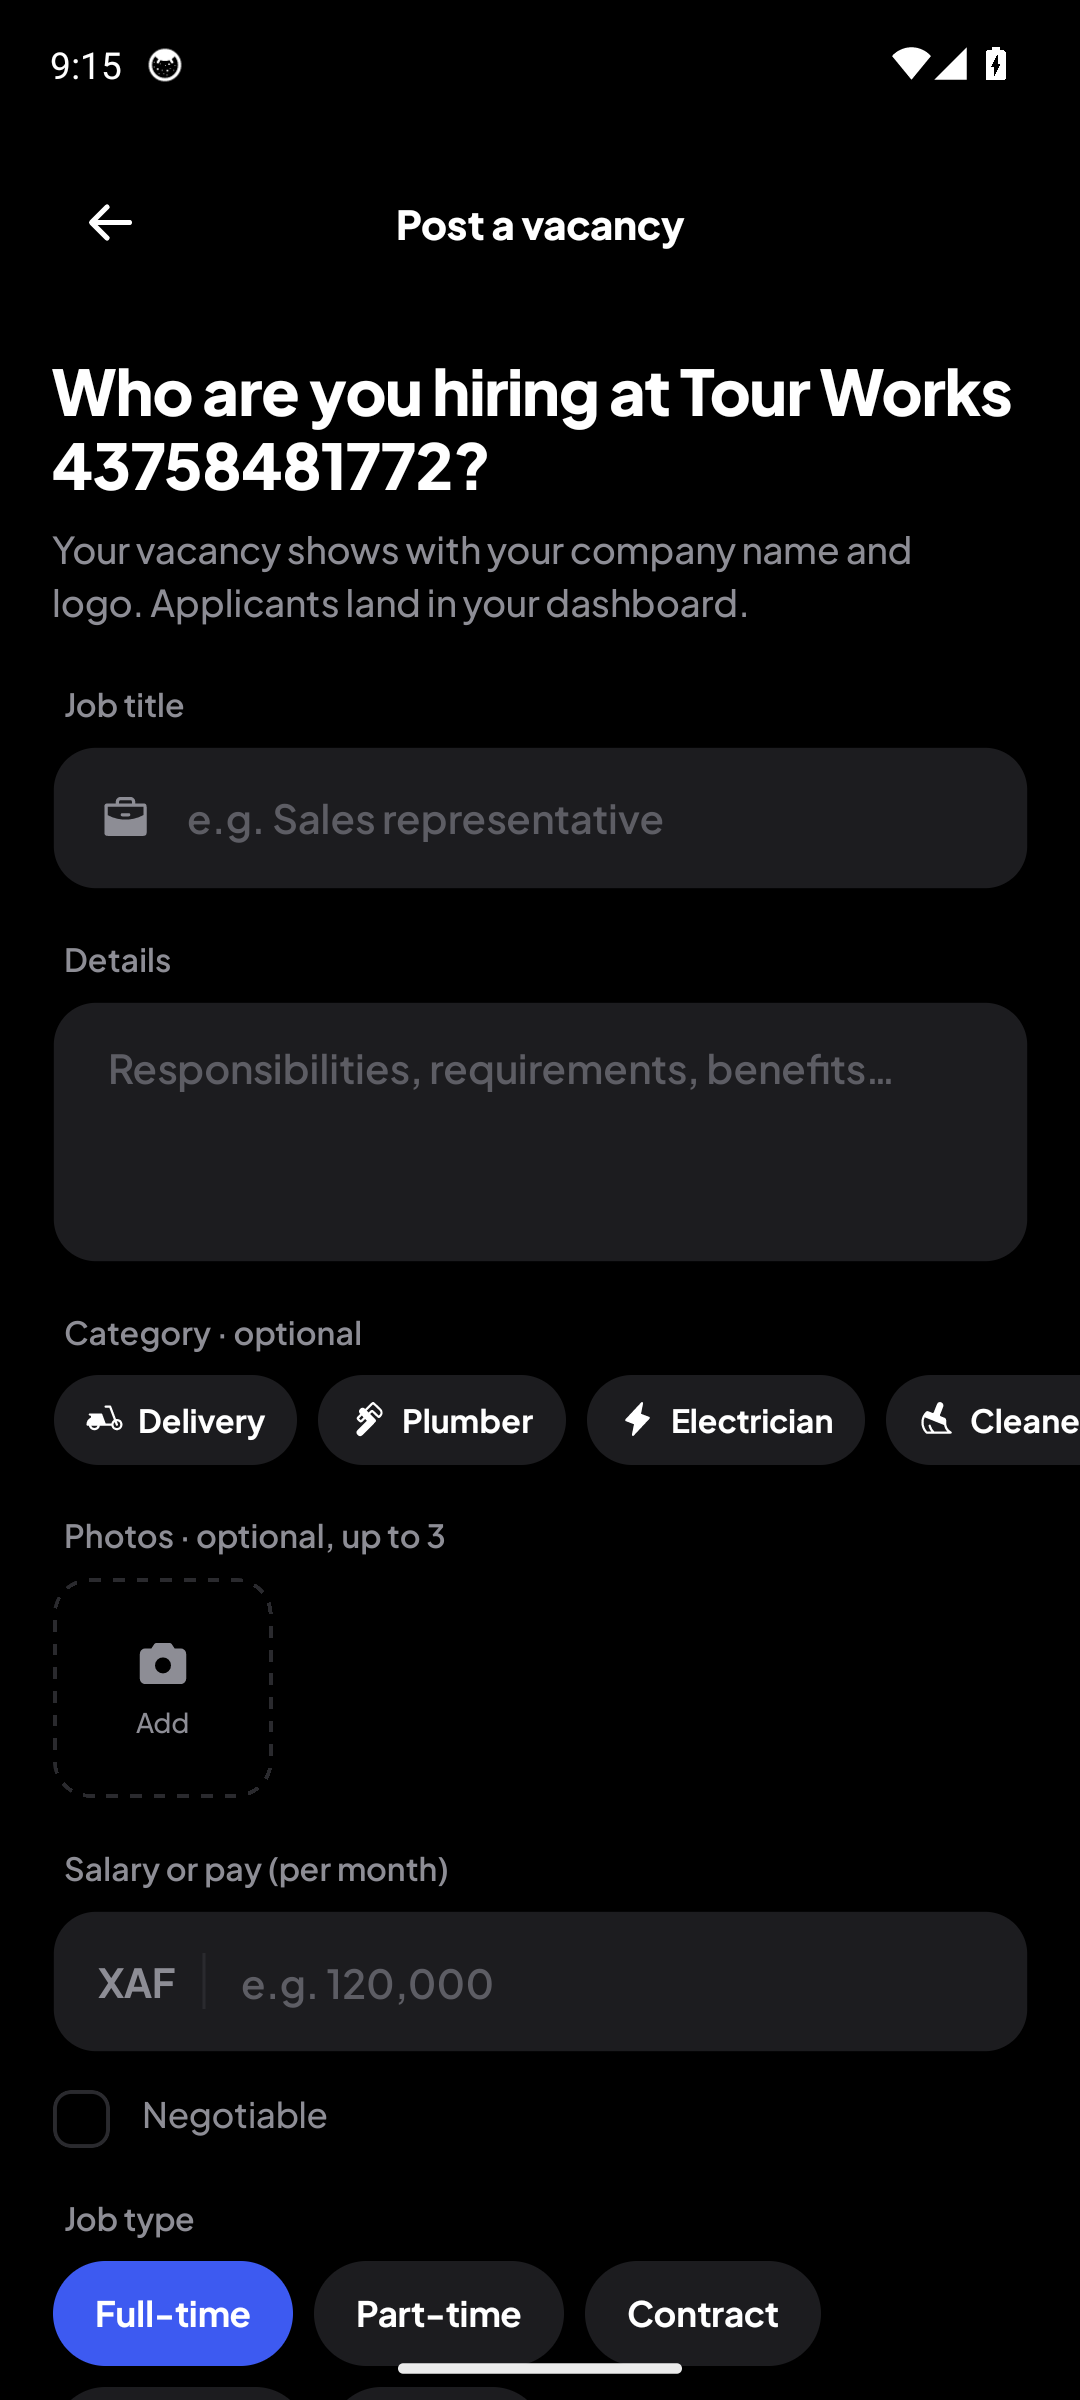 9:15
Post a vacancy
Who are you hiring at Tour Works
43758481772?
Your vacancy shows with your company name and
logo. Applicants land in your dashboard.
Job title
e.g. Sales representative
Details
Responsibilities, requirements, benefits...
Category · optional
Delivery
Plumber
Electrician
Cleane
Photos · optional, up to 3
Add
Salary or pay (per month)
XAF
e.g. 120,000
Negotiable
Job type
Full-time
Part-time
Contract